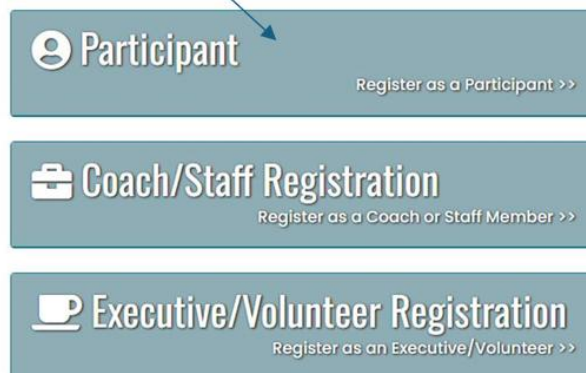 Participant
Register as a Participant >>
Coach/Staff Registration
Register as a Coach or Staff Member >>
Executive/Volunteer Registration
Register as an Executive/Volunteer >>